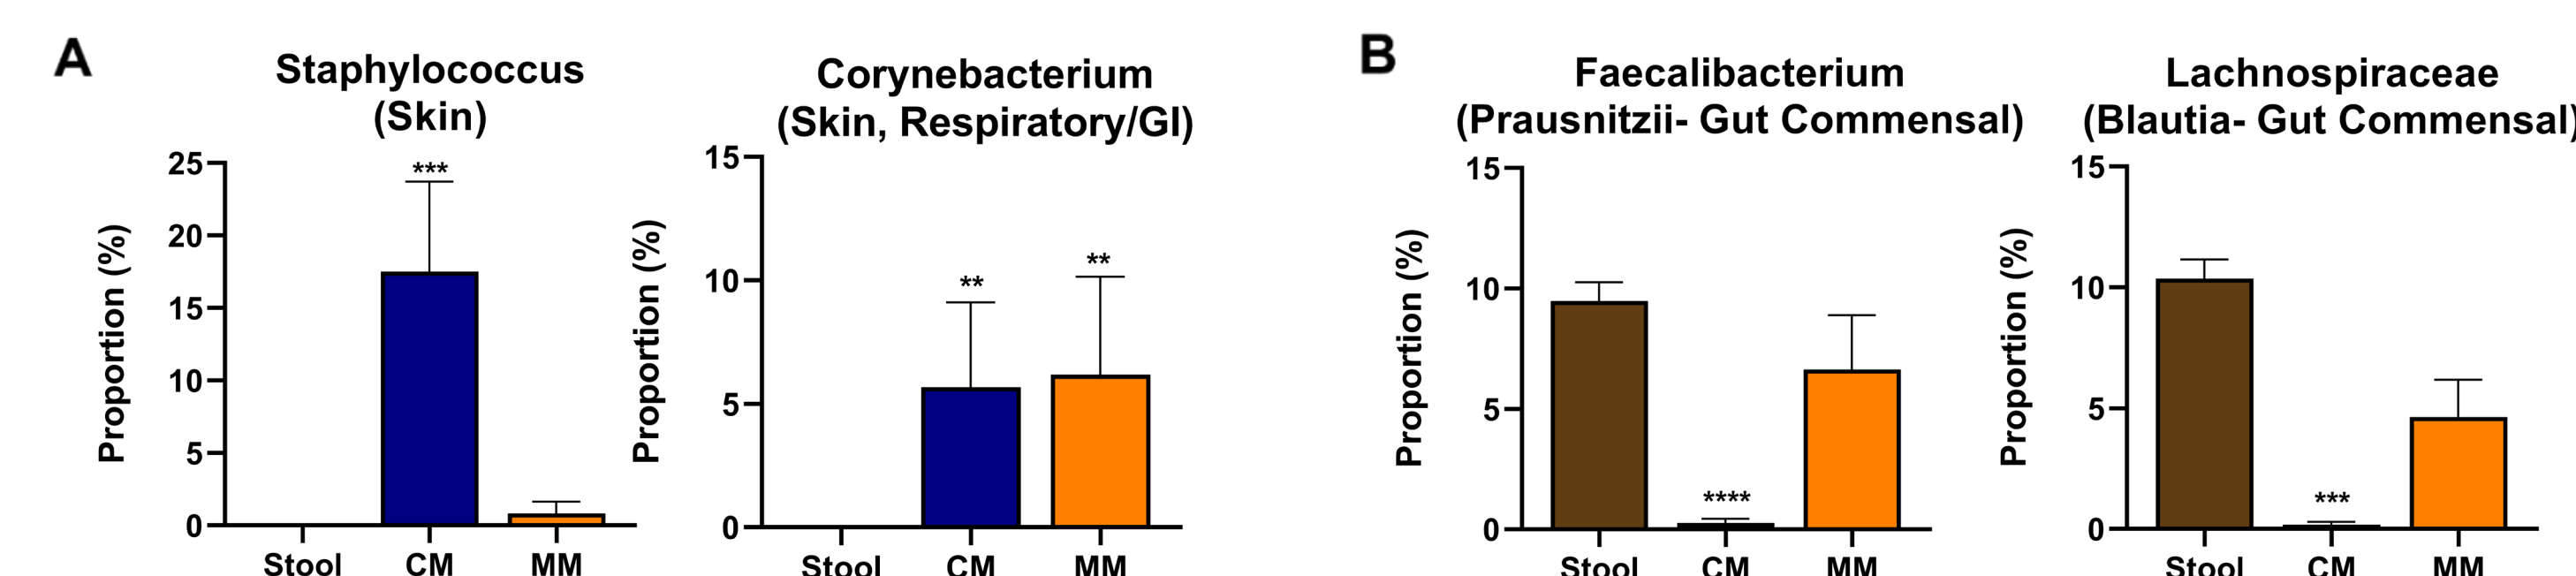 A
Staphylococcus
(Skin)
Proportion (%)
25
20
15
10
5
0
***
Stool CM MM
Corynebacterium
(Skin, Respiratory/GI)
Proportion (%)
15
10
5
0
** **
Stool CM MM
B
Faecalibacterium
(Prausnitzii- Gut Commensal)
Proportion (%)
15
10
5
0
****
Stool CM MM
Lachnospiraceae
(Blautia- Gut Commensal)
Proportion (%)
15
10
5
0
***
Stool CM MM